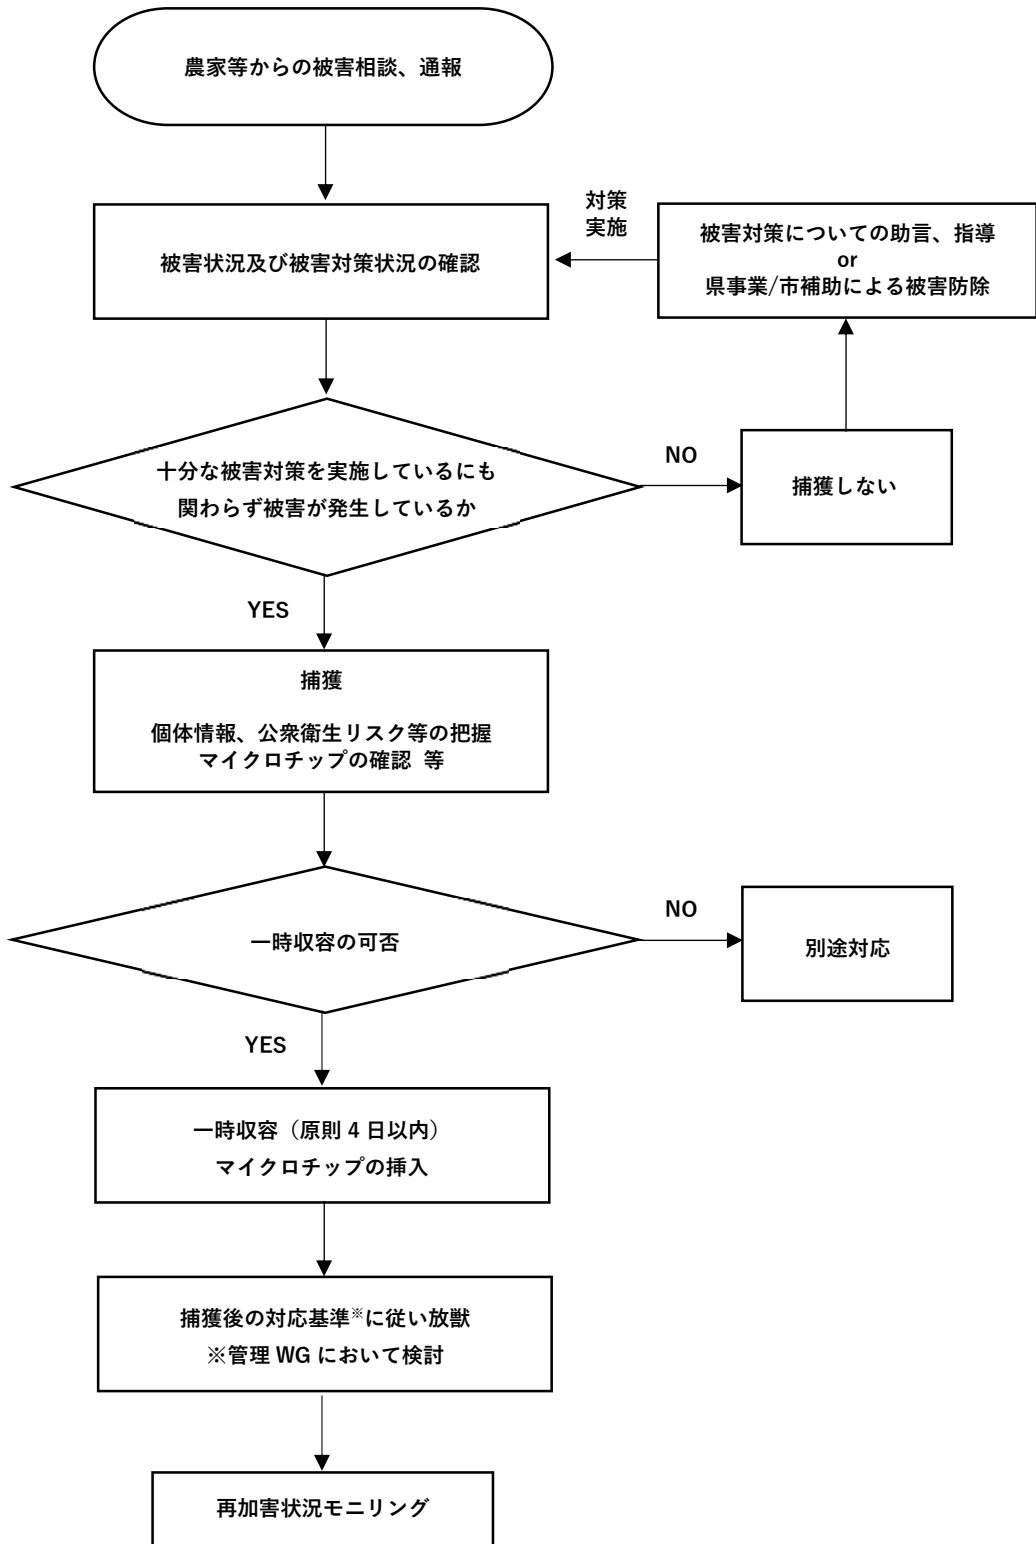 農家等からの被害相談、通報
対策
実施
被害状況及び被害対策状況の確認
被害対策についての助言、指導
or
県事業/市補助による被害防除
十分な被害対策を実施しているにも
関わらず被害が発生しているか
NO
捕獲しない
YES
捕獲
個体情報、公衆衛生リスク等の把握
マイクロチップの確認 等
一時収容の可否
NO
別途対応
YES
一時収容（原則 4 日以内）
マイクロチップの挿入
捕獲後の対応基準※に従い放獣
※管理 WG において検討
再加害状況モニリング